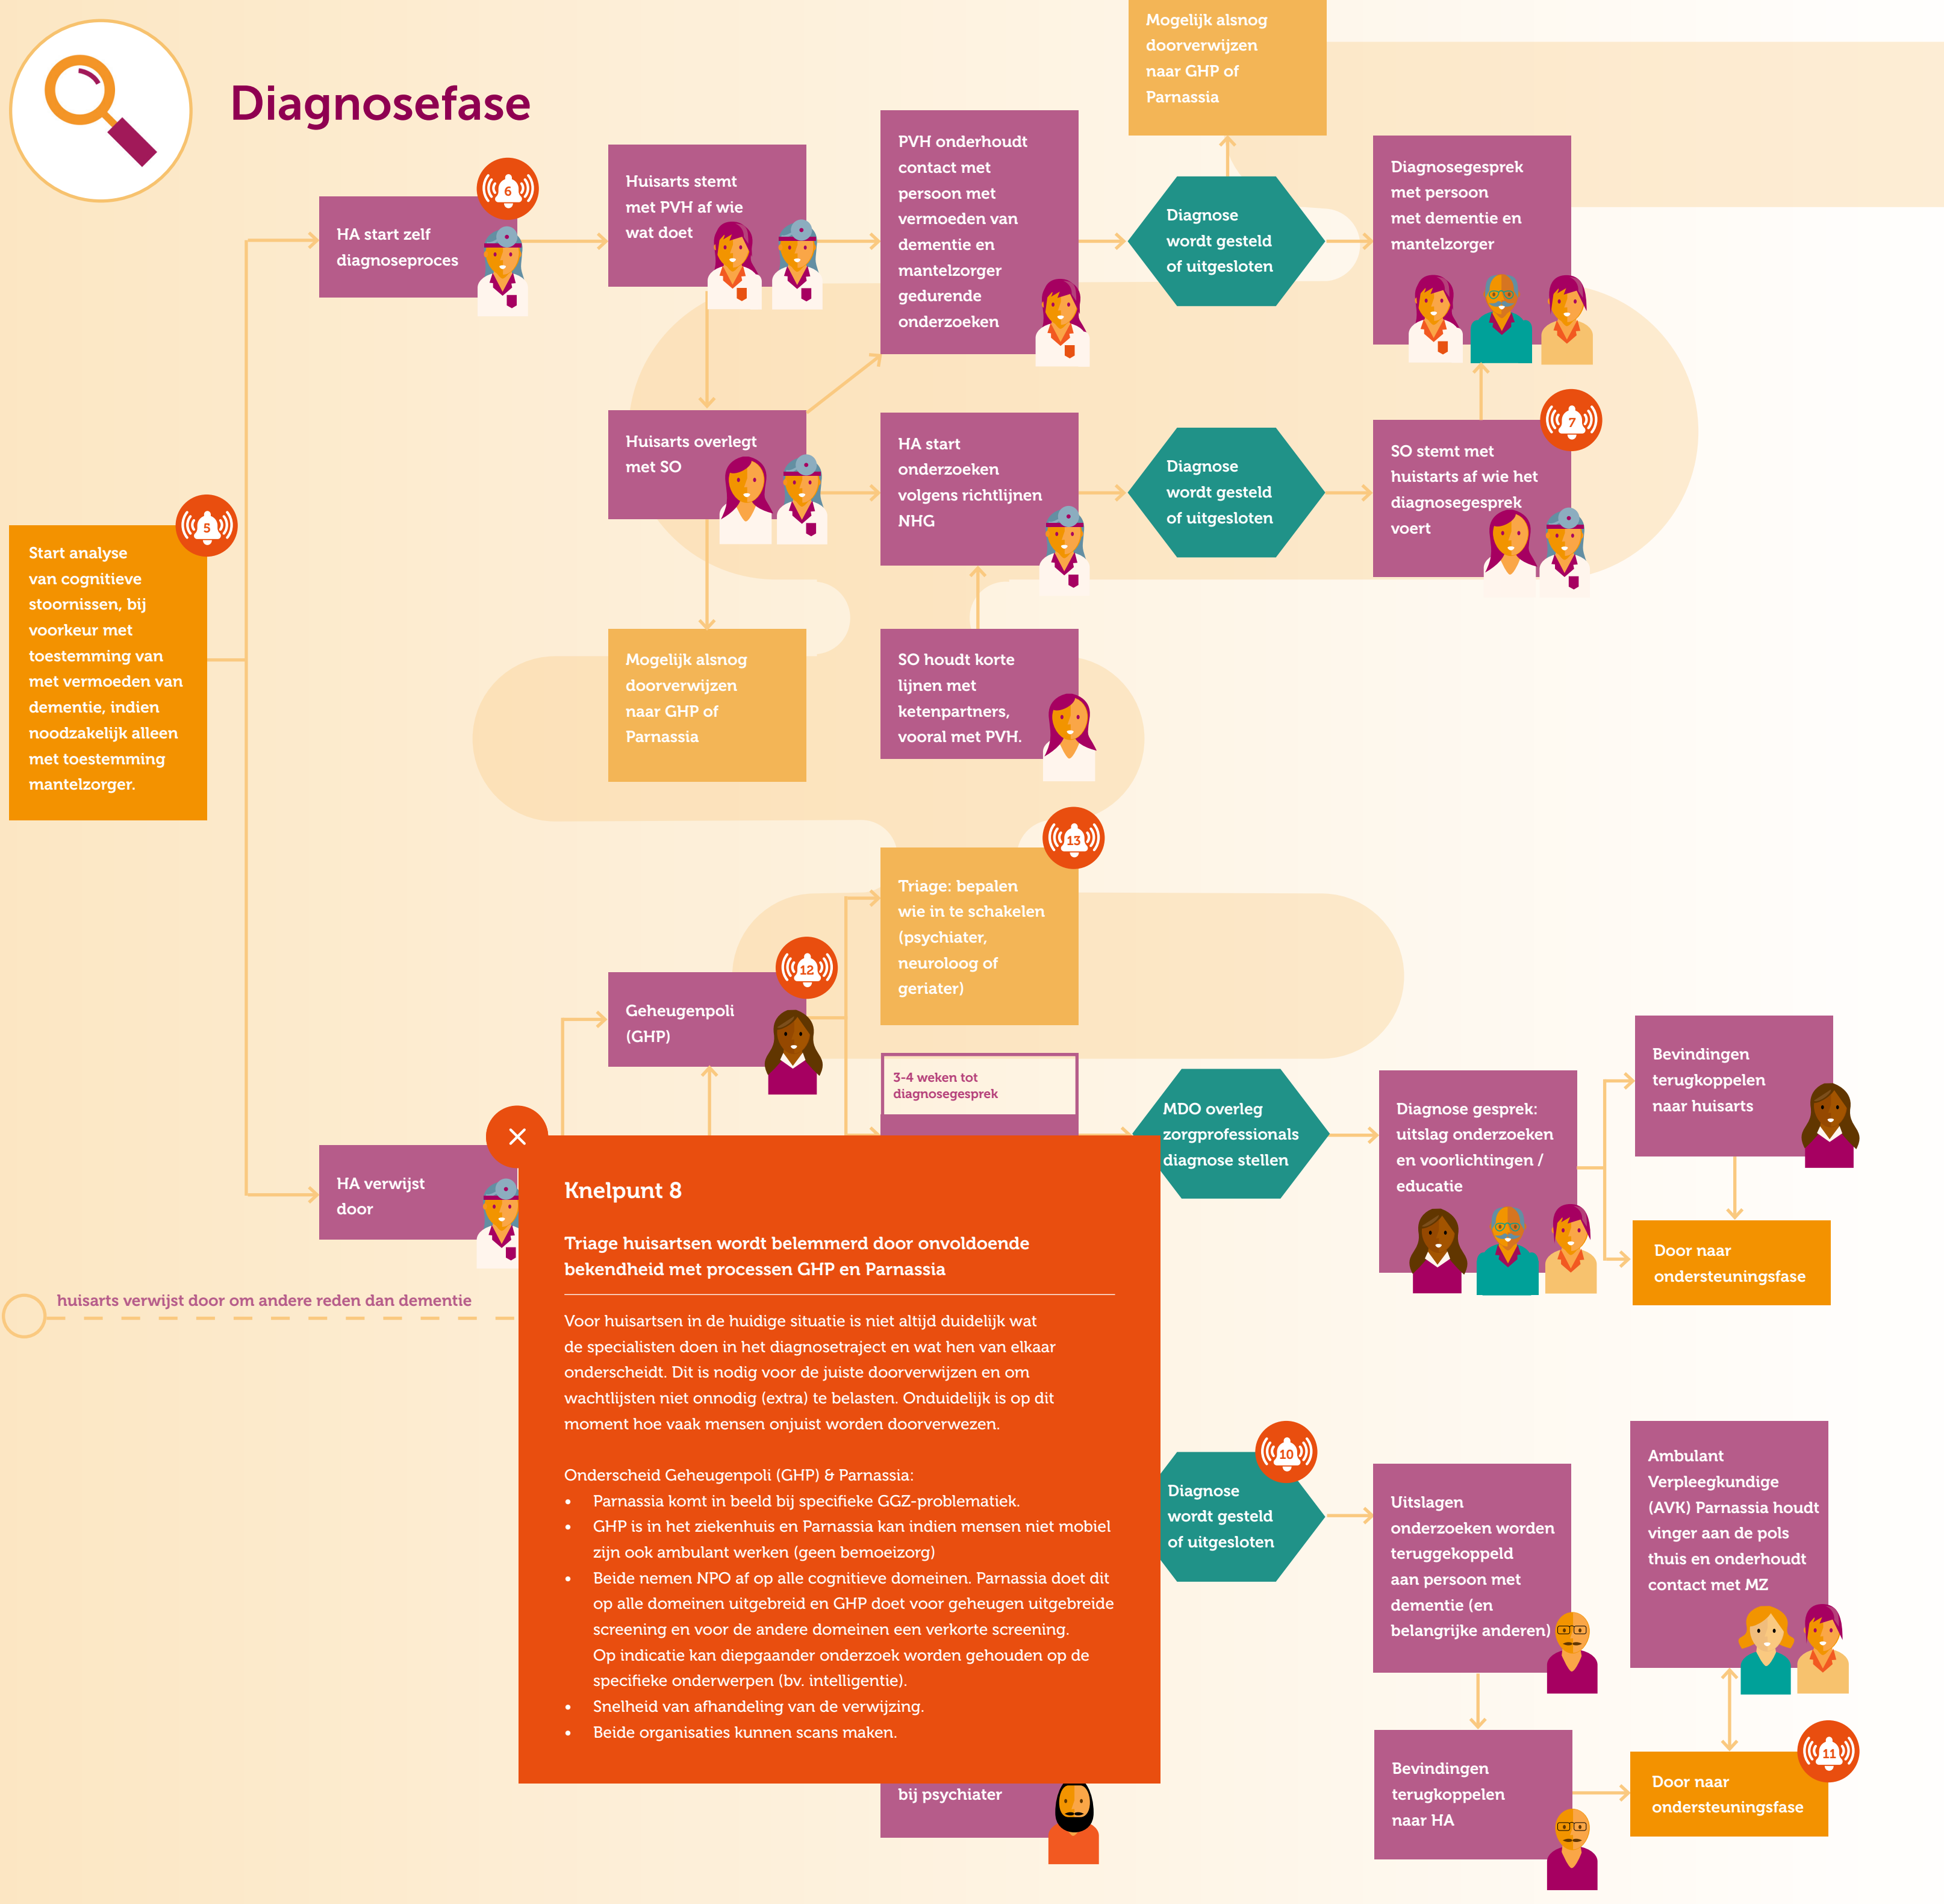 Diagnosefase
Mogelijk alsnog
doorverwijzen
naar GHP of
Parnassia
6
HA start zelf
diagnoseproces
Huisarts stemt
met PVH af wie
wat doet
PVH onderhoudt
contact met
persoon met
vermoeden van
dementie en
mantelzorger
gedurende
onderzoeken
Diagnose
wordt gesteld
of uitgesloten
Diagnosegesprek
met persoon
met dementie en
mantelzorger
5
Start analyse
van cognitieve
stoornissen, bij
voorkeur met
toestemming van
met vermoeden van
dementie, indien
noodzakelijk alleen
met toestemming
mantelzorger.
Huisarts overlegt
met SO
HA start
onderzoeken
volgens richtlijnen
NHG
Diagnose
wordt gesteld
of uitgesloten
7
SO stemt met
huistarts af wie het
diagnosegesprek
voert
Mogelijk alsnog
doorverwijzen
naar GHP of
Parnassia
SO houdt korte
lijnen met
ketenpartners,
vooral met PVH.
13
Triage: bepalen
wie in te schakelen
(psychiater,
neuroloog of
geriater)
12
Geheugenpoli
(GHP)
3-4 weken tot
diagnosegesprek
MDO overleg
zorgprofessionals
diagnose stellen
Diagnose gesprek:
uitslag onderzoeken
en voorlichtingen /
educatie
Bevindingen
terugkoppelen
naar huisarts
Door naar
ondersteuningsfase
HA verwijst
door
huisarts verwijst door om andere reden dan dementie
Knelpunt 8
Triage huisartsen wordt belemmerd door onvoldoende
bekendheid met processen GHP en Parnassia
Voor huisartsen in de huidige situatie is niet altijd duidelijk wat
de specialisten doen in het diagnosetraject en wat hen van elkaar
onderscheidt. Dit is nodig voor de juiste doorverwijzen en om
wachtlijsten niet onnodig (extra) te belasten. Onduidelijk is op dit
moment hoe vaak mensen onjuist worden doorverwezen.
Onderscheid Geheugenpoli (GHP) & Parnassia:
• Parnassia komt in beeld bij specifieke GGZ-problematiek.
• GHP is in het ziekenhuis en Parnassia kan indien mensen niet mobiel
zijn ook ambulant werken (geen bemoeizorg)
• Beide nemen NPO af op alle cognitieve domeinen. Parnassia doet dit
op alle domeinen uitgebreid en GHP doet voor geheugen uitgebreide
screening en voor de andere domeinen een verkorte screening.
Op indicatie kan diepgaander onderzoek worden gehouden op de
specifieke onderwerpen (bv. intelligentie).
• Snelheid van afhandeling van de verwijzing.
• Beide organisaties kunnen scans maken.
bij psychiater
10
Diagnose
wordt gesteld
of uitgesloten
Uitslagen
onderzoeken worden
teruggekoppeld
aan persoon met
dementie (en
belangrijke anderen)
Ambulant
Verpleegkundige
(AVK) Parnassia houdt
vinger aan de pols
thuis en onderhoudt
contact met MZ
Bevindingen
terugkoppelen
naar HA
11
Door naar
ondersteuningsfase